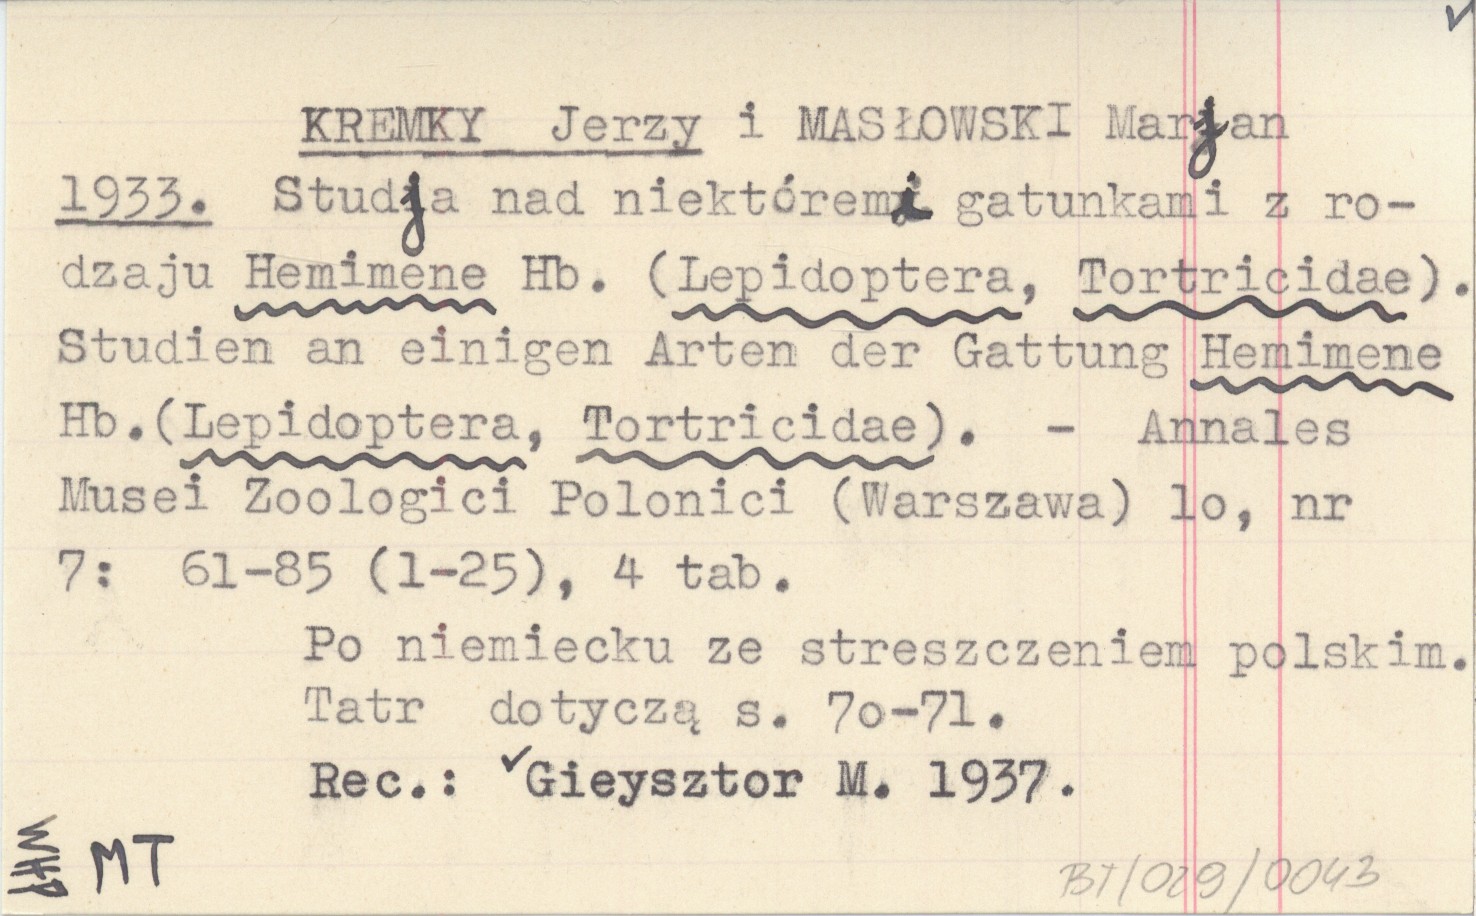 KREMKY Jerzy i MASŁOWSKI Marjan
1933. Studja nad niektóremi gatunkami z ro-
dzaju Hemimene Hb. (Lepidoptera, Tortricidae).
Studien an einigen Arten der Gattung Hemimene
Hb.(Lepidoptera, Tortricidae). - Annales
Musei Zoologici Polonici (Warszawa) lo, nr
7: 61-85 (1-25), 4 tab.
Po niemiecku ze streszczeniem polskim.
Tatr dotyczą s. 7o-71.
Rec.: ✓Gieysztor M. 1937.
MT
BT/029/0043